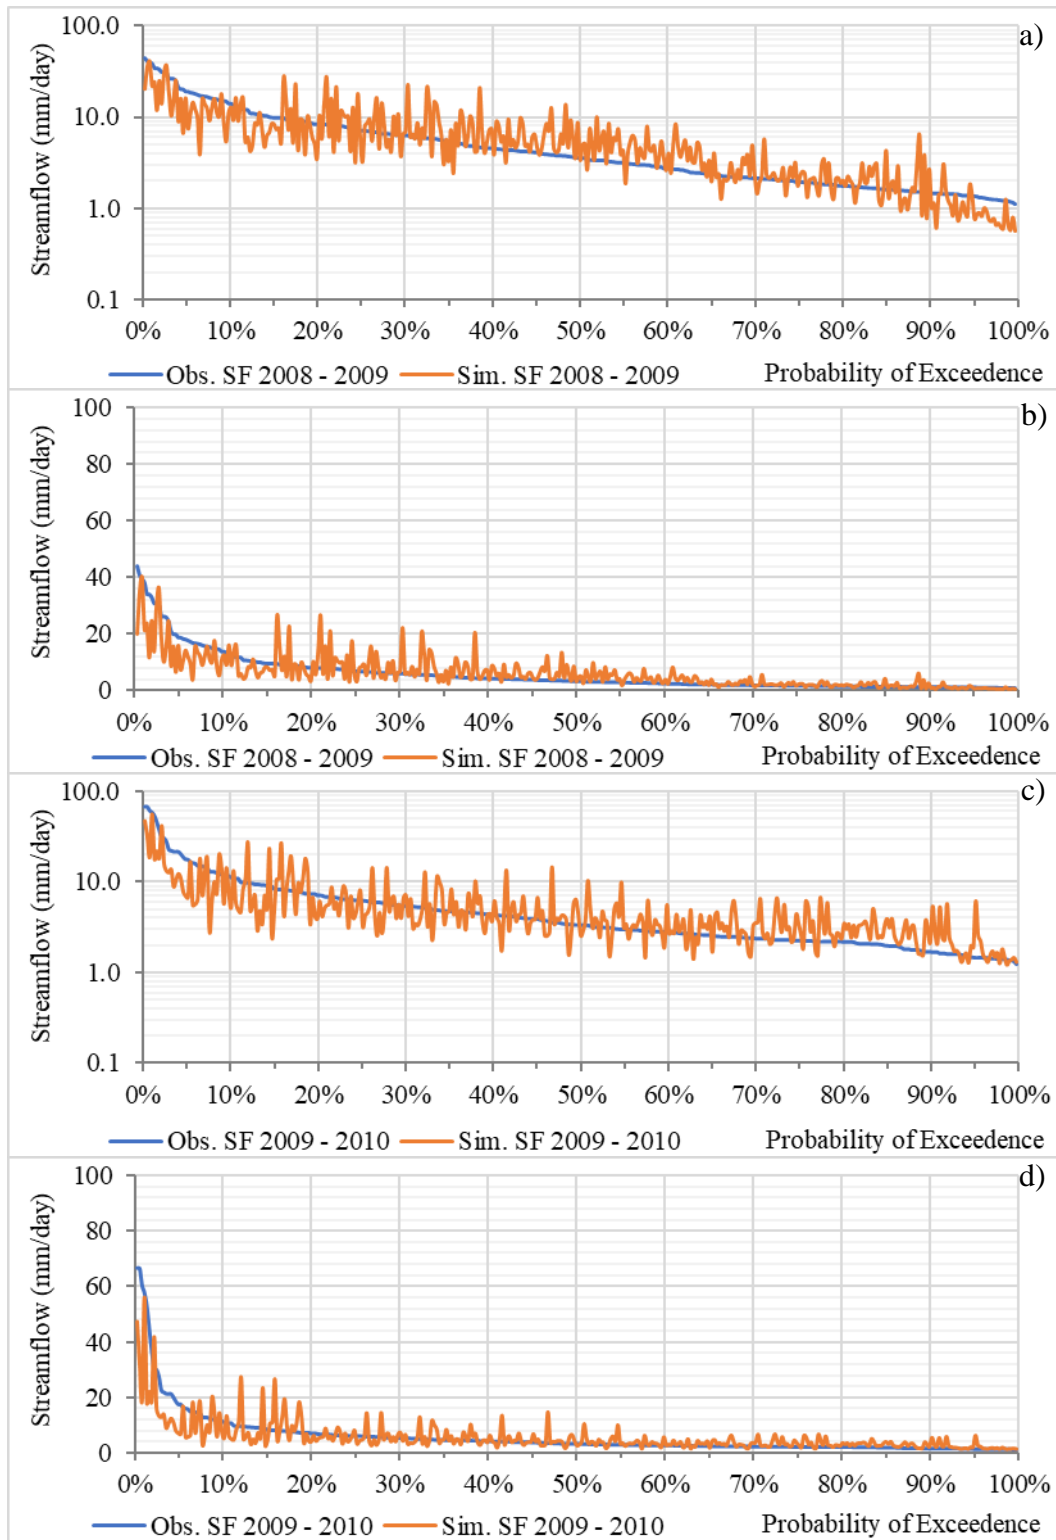 a)
Streamflow (mm/day)
100.0
10.0
1.0
0.1
0% 10% 20% 30% 40% 50% 60% 70% 80% 90% 100%
Obs. SF 2008 - 2009 Sim. SF 2008 - 2009 Probability of Exceedence
b)
Streamflow (mm/day)
100
80
60
40
20
0
0% 10% 20% 30% 40% 50% 60% 70% 80% 90% 100%
Obs. SF 2008 - 2009 Sim. SF 2008 - 2009 Probability of Exceedence
c)
Streamflow (mm/day)
100.0
10.0
1.0
0.1
0% 10% 20% 30% 40% 50% 60% 70% 80% 90% 100%
Obs. SF 2009 - 2010 Sim. SF 2009 - 2010 Probability of Exceedence
d)
Streamflow (mm/day)
100
80
60
40
20
0
0% 10% 20% 30% 40% 50% 60% 70% 80% 90% 100%
Obs. SF 2009 - 2010 Sim. SF 2009 - 2010 Probability of Exceedence